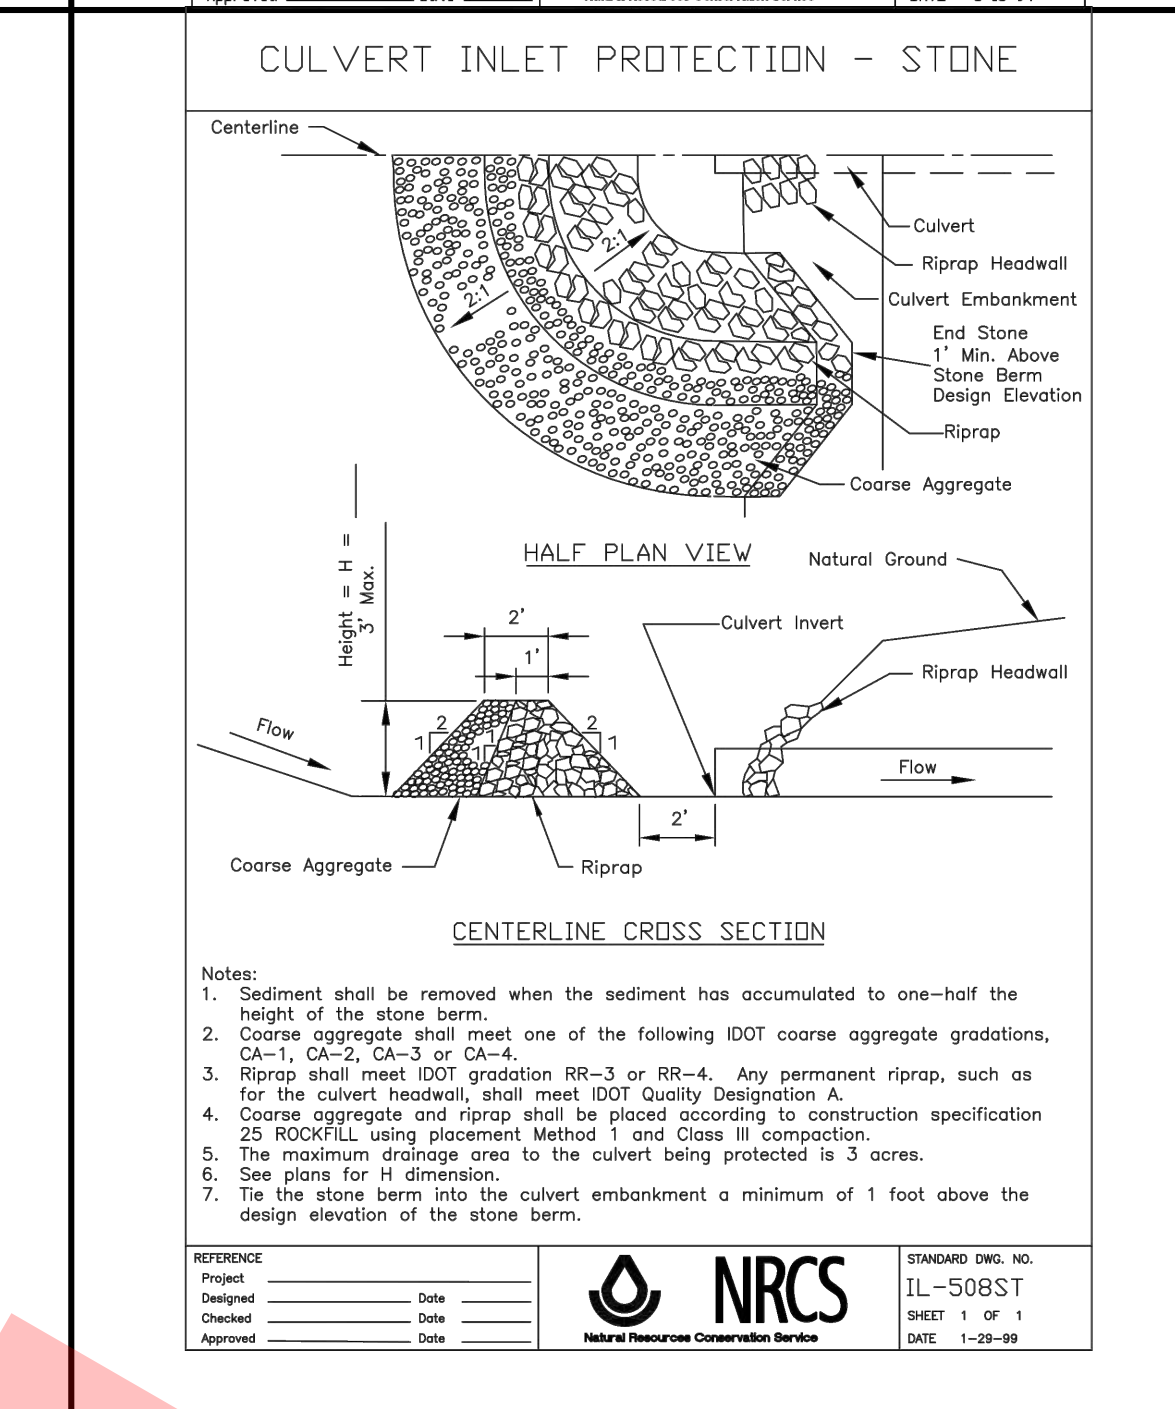 CULVERT INLET PROTECTION - STONE
Centerline
2:1
2:1
Culvert
Riprap Headwall
Culvert Embankment
End Stone
1' Min. Above
Stone Berm
Design Elevation
Riprap
Coarse Aggregate
HALF PLAN VIEW
Height = H =
3' Max.
Natural Ground
2'
Culvert Invert
1'
Riprap Headwall
Flow
2
1
1
1
2
1
Flow
2'
Coarse Aggregate
Riprap
CENTERLINE CROSS SECTION
Notes:
1. Sediment shall be removed when the sediment has accumulated to one-half the
height of the stone berm.
2. Coarse aggregate shall meet one of the following IDOT coarse aggregate gradations,
CA-1, CA-2, CA-3 or CA-4.
3. Riprap shall meet IDOT gradation RR-3 or RR-4. Any permanent riprap, such as
for the culvert headwall, shall meet IDOT Quality Designation A.
4. Coarse aggregate and riprap shall be placed according to construction specification
25 ROCKFILL using placement Method 1 and Class III compaction.
5. The maximum drainage area to the culvert being protected is 3 acres.
6. See plans for H dimension.
7. Tie the stone berm into the culvert embankment a minimum of 1 foot above the
design elevation of the stone berm.
REFERENCE
Project
Designed Date
Checked Date
Approved Date
NRCS
Natural Resources Conservation Service
STANDARD DWG. NO.
IL-508ST
SHEET 1 OF 1
DATE 1-29-99